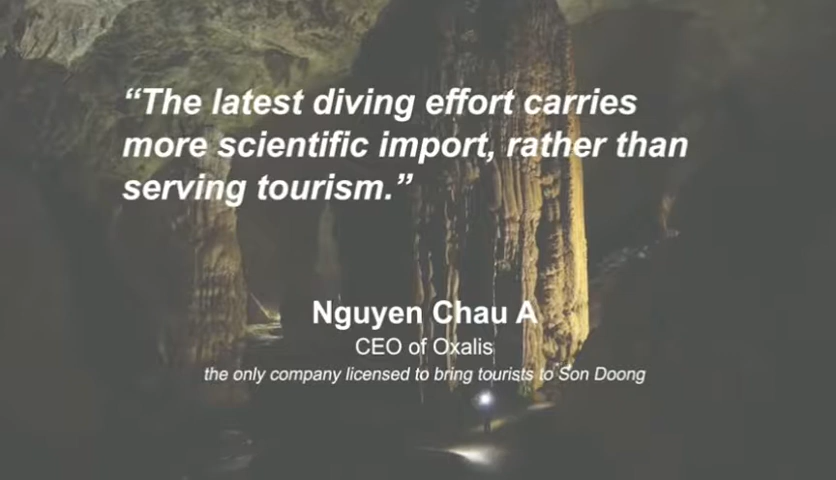 “The latest diving effort carries
more scientific import, rather than
serving tourism.”
Nguyen Chau A
CEO of Oxalis
the only company licensed to bring tourists to Son Doong